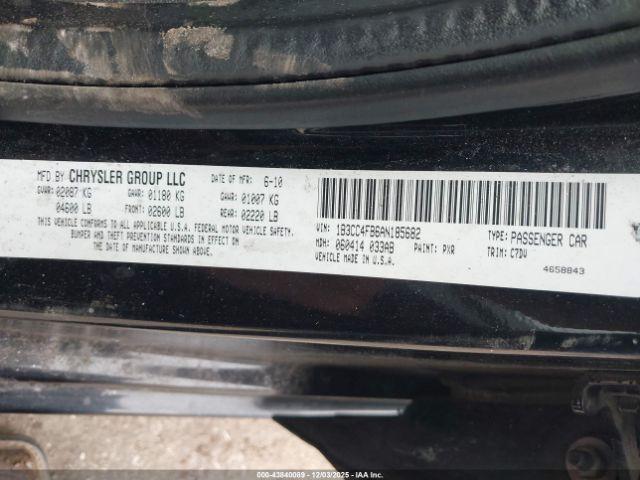 MFD BY CHRYSLER GROUP LLC DATE OF MFR: 6-10
GVWR: 02087 KG GAWR: 01180 KG GAWR: 01007 KG
04600 LB FRONT: 02600 LB REAR: 02220 LB
THIS VEHICLE CONFORMS TO ALL APPLICABLE U.S.A. FEDERAL MOTOR VEHICLE SAFETY,
BUMPER AND THEFT PREVENTION STANDARDS IN EFFECT ON
THE DATE OF MANUFACTURE SHOWN ABOVE.
VIN: 1B3CC4FB6AN185682 TYPE: PASSENGER CAR
MDH: 060414 033AB PAINT: PXR TRIM: C7DV
VEHICLE MADE IN U.S.A.
4658843
000-43840089 12/03/2025 IAAI/IMPACT